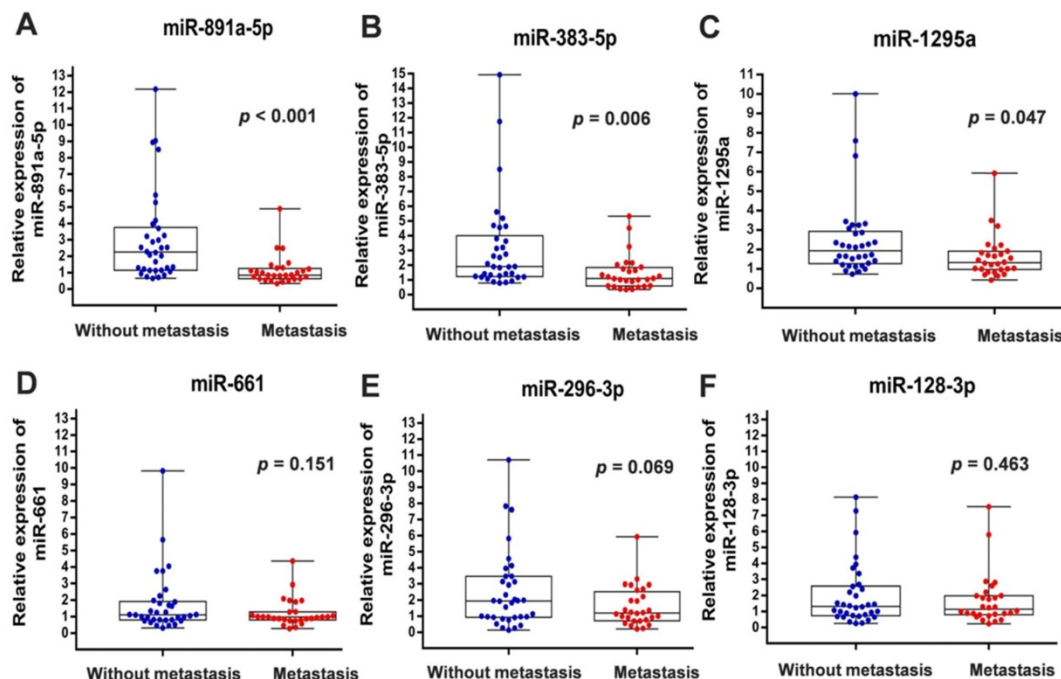 A
miR-891a-5p
Relative expression of
miR-891a-5p
13
12
11
10
9
8
7
6
5
4
3
2
1
0
p < 0.001
Without metastasis
Metastasis
B
miR-383-5p
Relative expression of
miR-383-5p
15
14
13
12
11
10
9
8
7
6
5
4
3
2
1
0
p = 0.006
Without metastasis
Metastasis
C
miR-1295a
Relative expression of
miR-1295a
11
10
9
8
7
6
5
4
3
2
1
0
p = 0.047
Without metastasis
Metastasis
D
miR-661
Relative expression of
miR-661
13
12
11
10
9
8
7
6
5
4
3
2
1
0
p = 0.151
Without metastasis
Metastasis
E
miR-296-3p
Relative expression of
miR-296-3p
13
12
11
10
9
8
7
6
5
4
3
2
1
0
p = 0.069
Without metastasis
Metastasis
F
miR-128-3p
Relative expression of
miR-128-3p
13
12
11
10
9
8
7
6
5
4
3
2
1
0
p = 0.463
Without metastasis
Metastasis